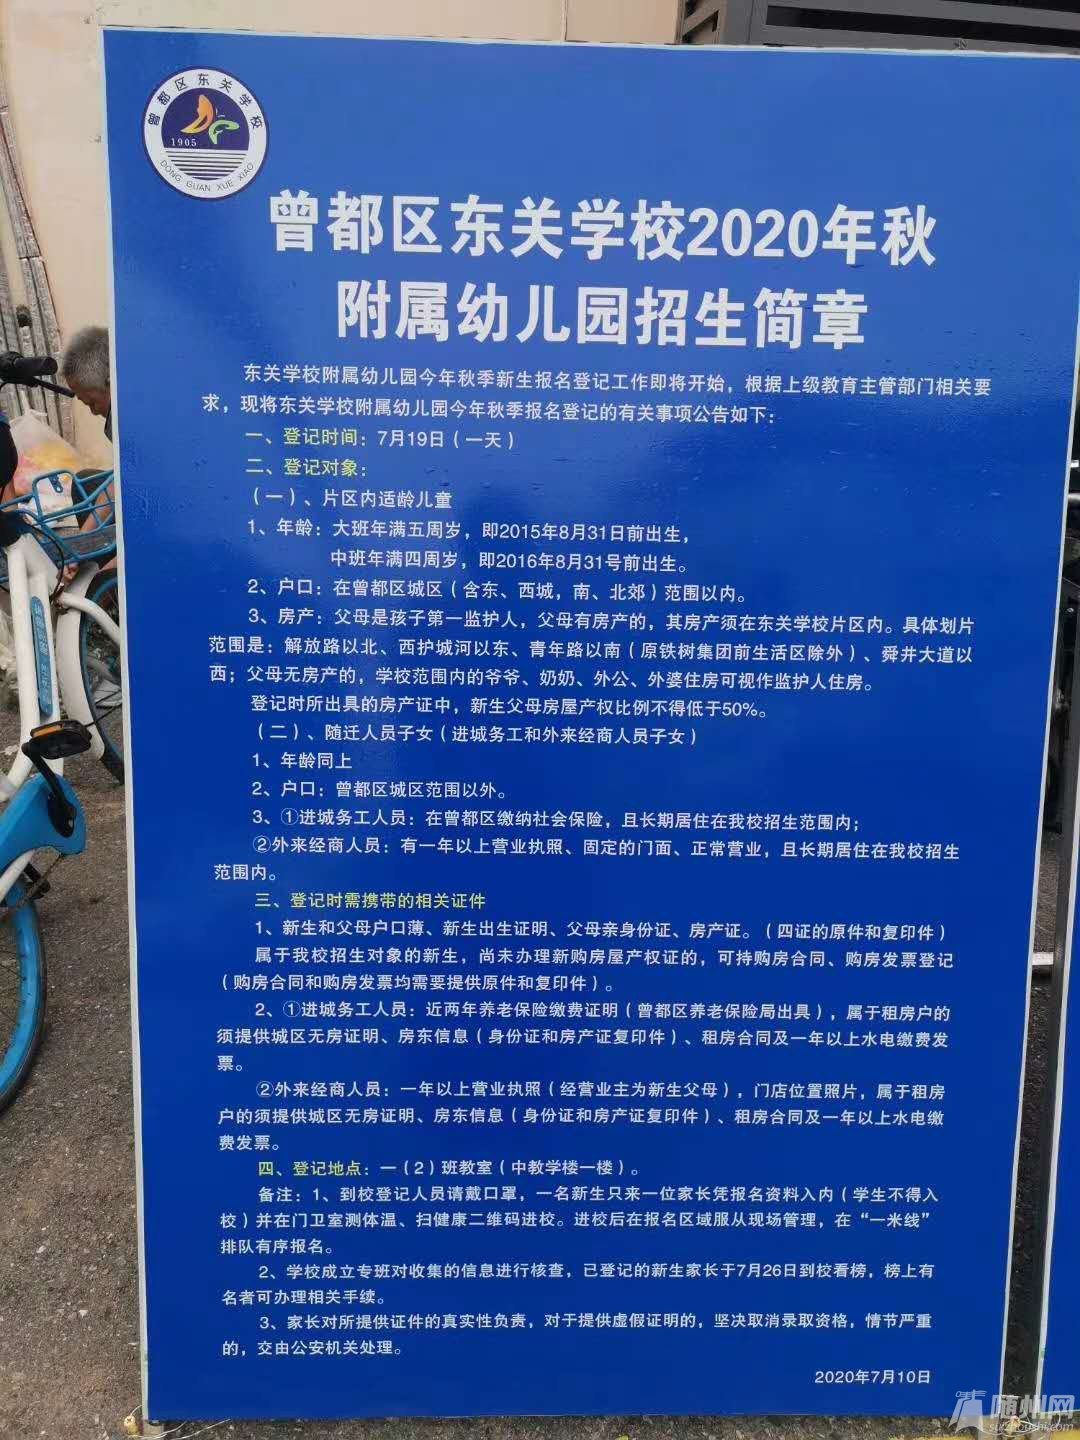 曾都区东关学校
1905
DONG GUAN XUE XIAO
曾都区东关学校2020年秋
附属幼儿园招生简章
东关学校附属幼儿园今年秋季新生报名登记工作即将开始，根据上级教育主管部门相关要
求，现将东关学校附属幼儿园今年秋季报名登记的有关事项公告如下：
一、登记时间：7月19日（一天）
二、登记对象：
（一）、片区内适龄儿童
1、年龄：大班年满五周岁，即2015年8月31日前出生，
中班年满四周岁，即2016年8月31号前出生。
2、户口：在曾都区城区（含东、西城，南、北郊）范围以内。
3、房产：父母是孩子第一监护人，父母有房产的，其房产须在东关学校片区内。具体划片
范围是：解放路以北、西护城河以东、青年路以南（原铁树集团前生活区除外）、舜井大道以
西；父母无房产的，学校范围内的爷爷、奶奶、外公、外婆住房可视作监护人住房。
登记时所出具的房产证中，新生父母房屋产权比例不得低于50%。
（二）、随迁人员子女（进城务工和外来经商人员子女）
1、年龄同上
2、户口：曾都区城区范围以外。
3、①进城务工人员：在曾都区缴纳社会保险，且长期居住在我校招生范围内；
②外来经商人员：有一年以上营业执照、固定的门面、正常营业，且长期居住在我校招生
范围内。
三、登记时需携带的相关证件
1、新生和父母户口薄、新生出生证明、父母亲身份证、房产证。（四证的原件和复印件）
属于我校招生对象的新生，尚未办理新购房屋产权证的，可持购房合同、购房发票登记
（购房合同和购房发票均需要提供原件和复印件）。
2、①进城务工人员：近两年养老保险缴费证明（曾都区养老保险局出具），属于租房户的
须提供城区无房证明、房东信息（身份证和房产证复印件）、租房合同及一年以上水电缴费发
票。
②外来经商人员：一年以上营业执照（经营业主为新生父母），门店位置照片，属于租房
户的须提供城区无房证明、房东信息（身份证和房产证复印件）、租房合同及一年以上水电缴
费发票。
四、登记地点：一（2）班教室（中教学楼一楼）。
备注：1、到校登记人员请戴口罩，一名新生只来一位家长凭报名资料入内（学生不得入
校）并在门卫室测体温、扫健康二维码进校。进校后在报名区域服从现场管理，在“一米线”
排队有序报名。
2、学校成立专班对收集的信息进行核查，已登记的新生家长于7月26日到校看榜，榜上有
名者可办理相关手续。
3、家长对所提供证件的真实性负责，对于提供虚假证明的，坚决取消录取资格，情节严重
的，交由公安机关处理。
2020年7月10日
随州网